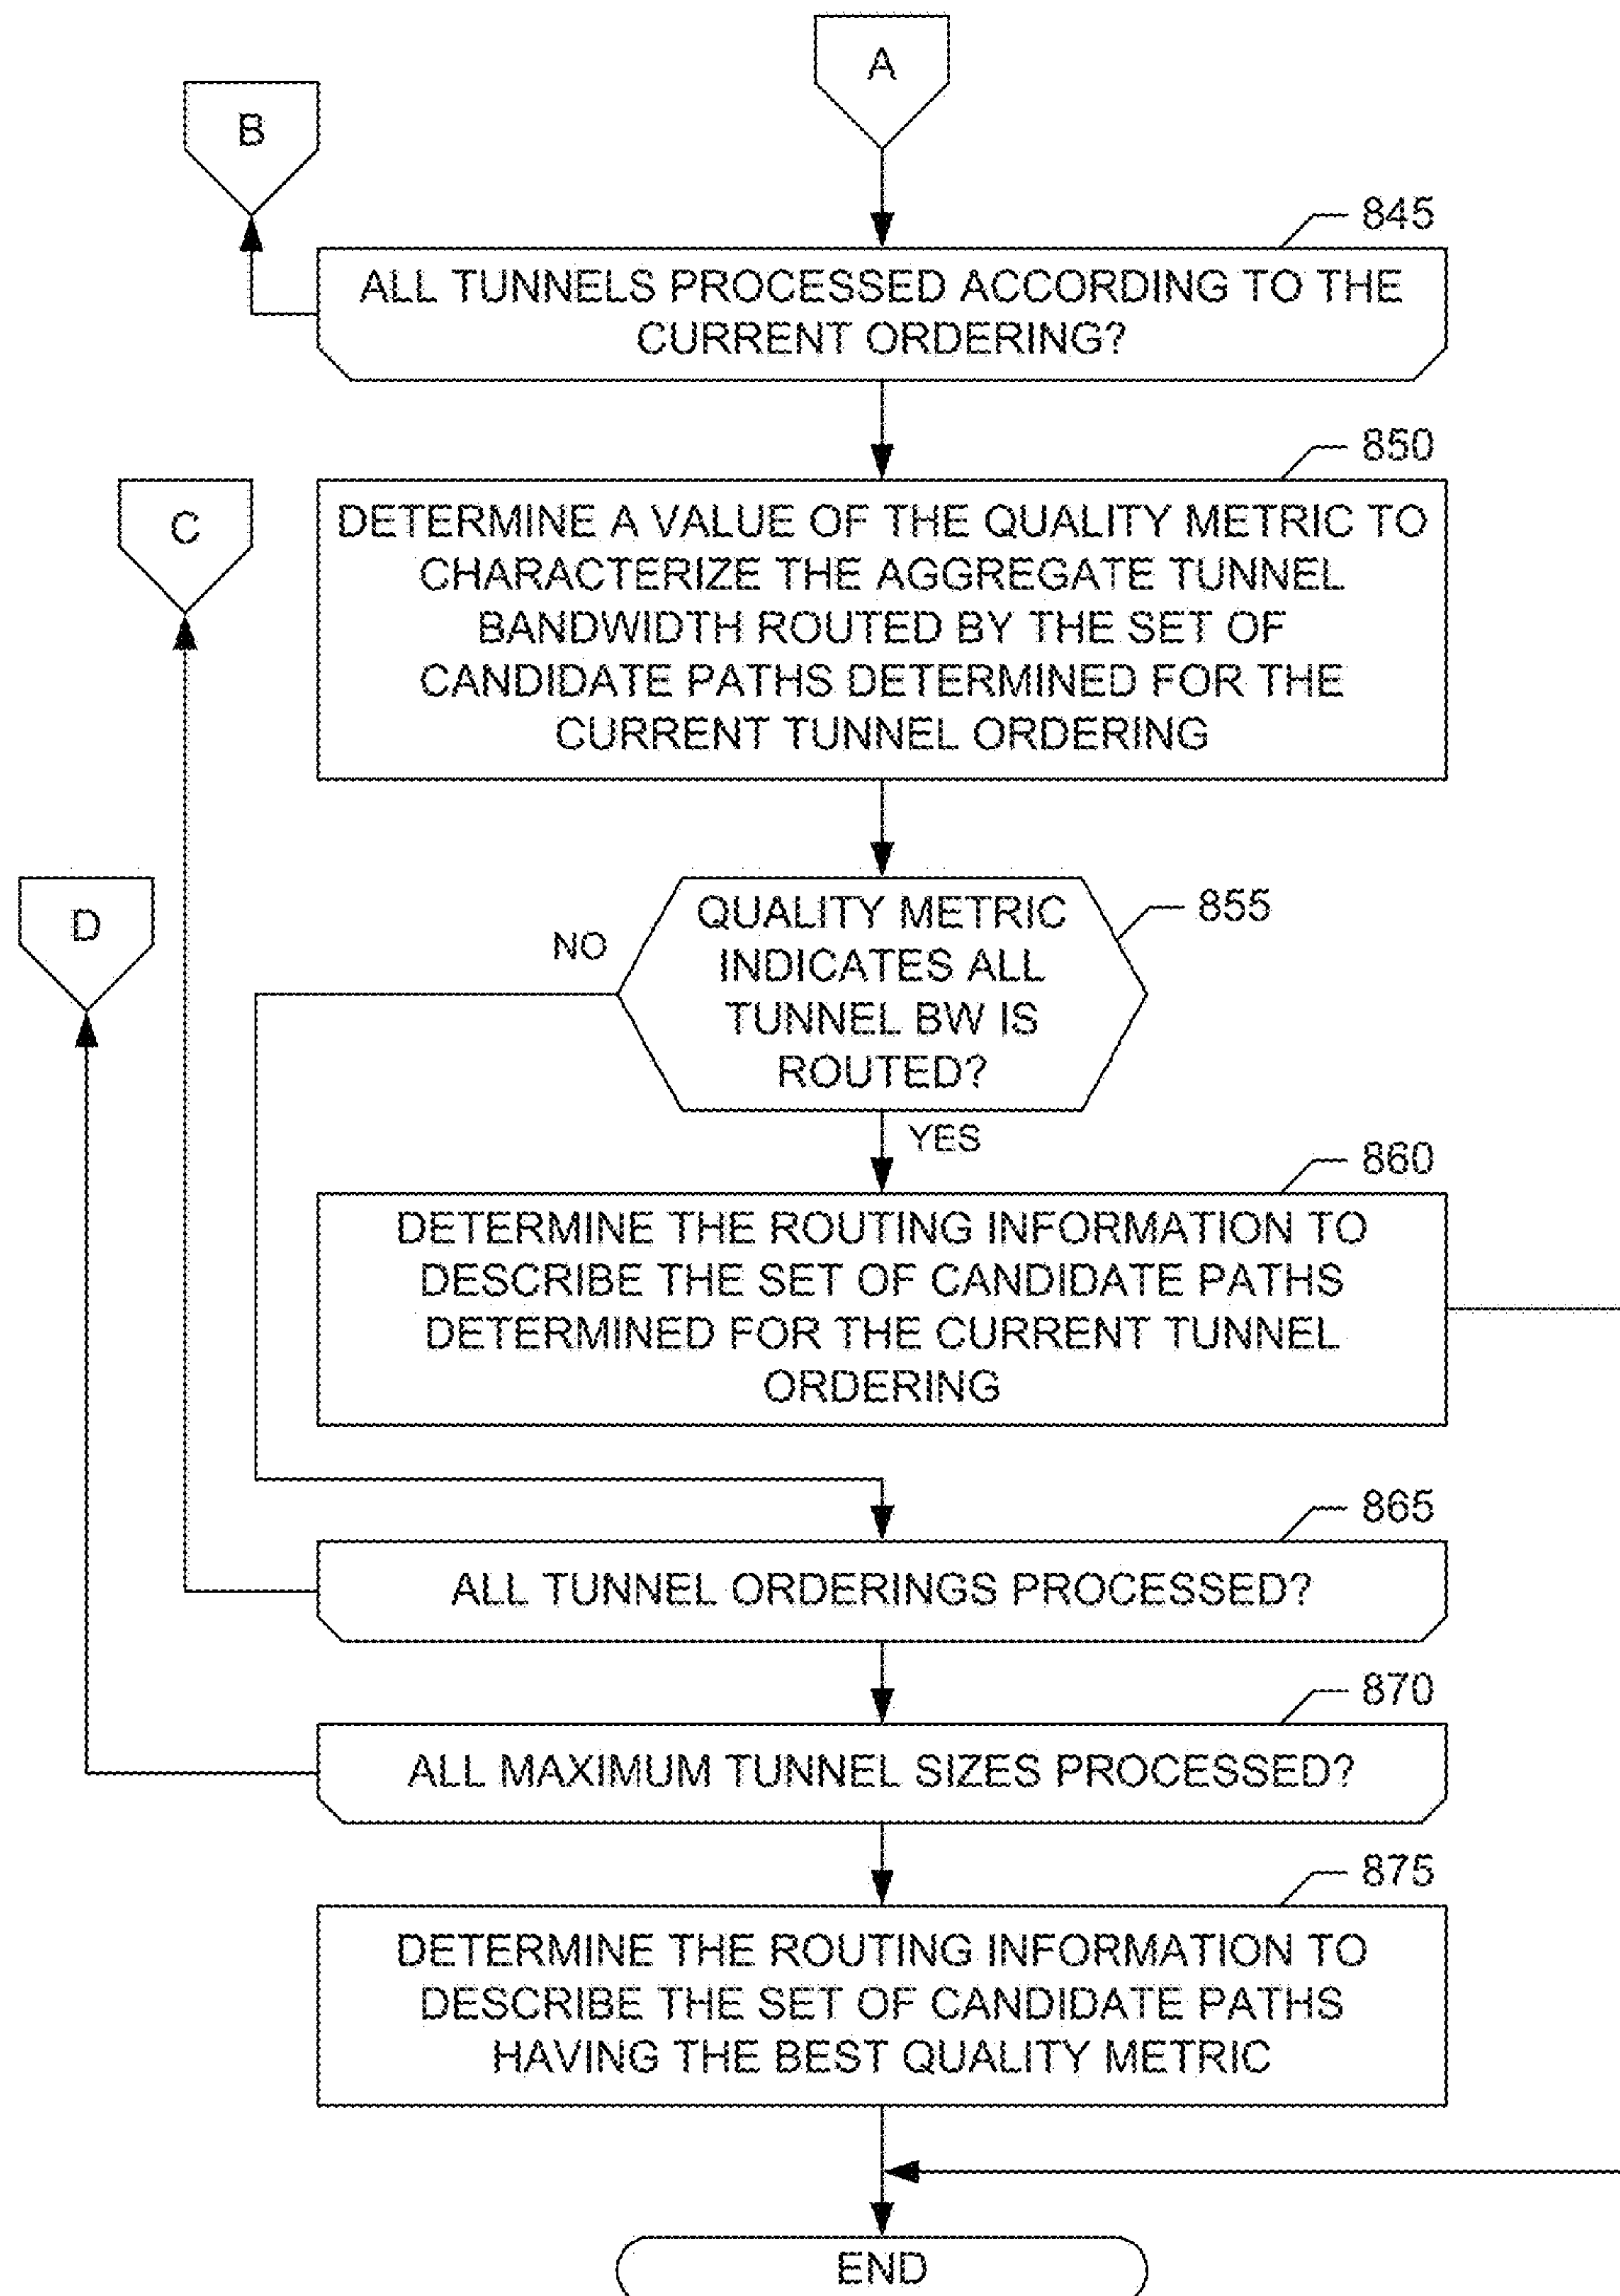 A
B
845
ALL TUNNELS PROCESSED ACCORDING TO THE
CURRENT ORDERING?
850
DETERMINE A VALUE OF THE QUALITY METRIC TO
CHARACTERIZE THE AGGREGATE TUNNEL
BANDWIDTH ROUTED BY THE SET OF
CANDIDATE PATHS DETERMINED FOR THE
CURRENT TUNNEL ORDERING
C
D
855
QUALITY METRIC
INDICATES ALL
TUNNEL BW IS
ROUTED?
NO
YES
860
DETERMINE THE ROUTING INFORMATION TO
DESCRIBE THE SET OF CANDIDATE PATHS
DETERMINED FOR THE CURRENT TUNNEL
ORDERING
865
ALL TUNNEL ORDERINGS PROCESSED?
870
ALL MAXIMUM TUNNEL SIZES PROCESSED?
875
DETERMINE THE ROUTING INFORMATION TO
DESCRIBE THE SET OF CANDIDATE PATHS
HAVING THE BEST QUALITY METRIC
END